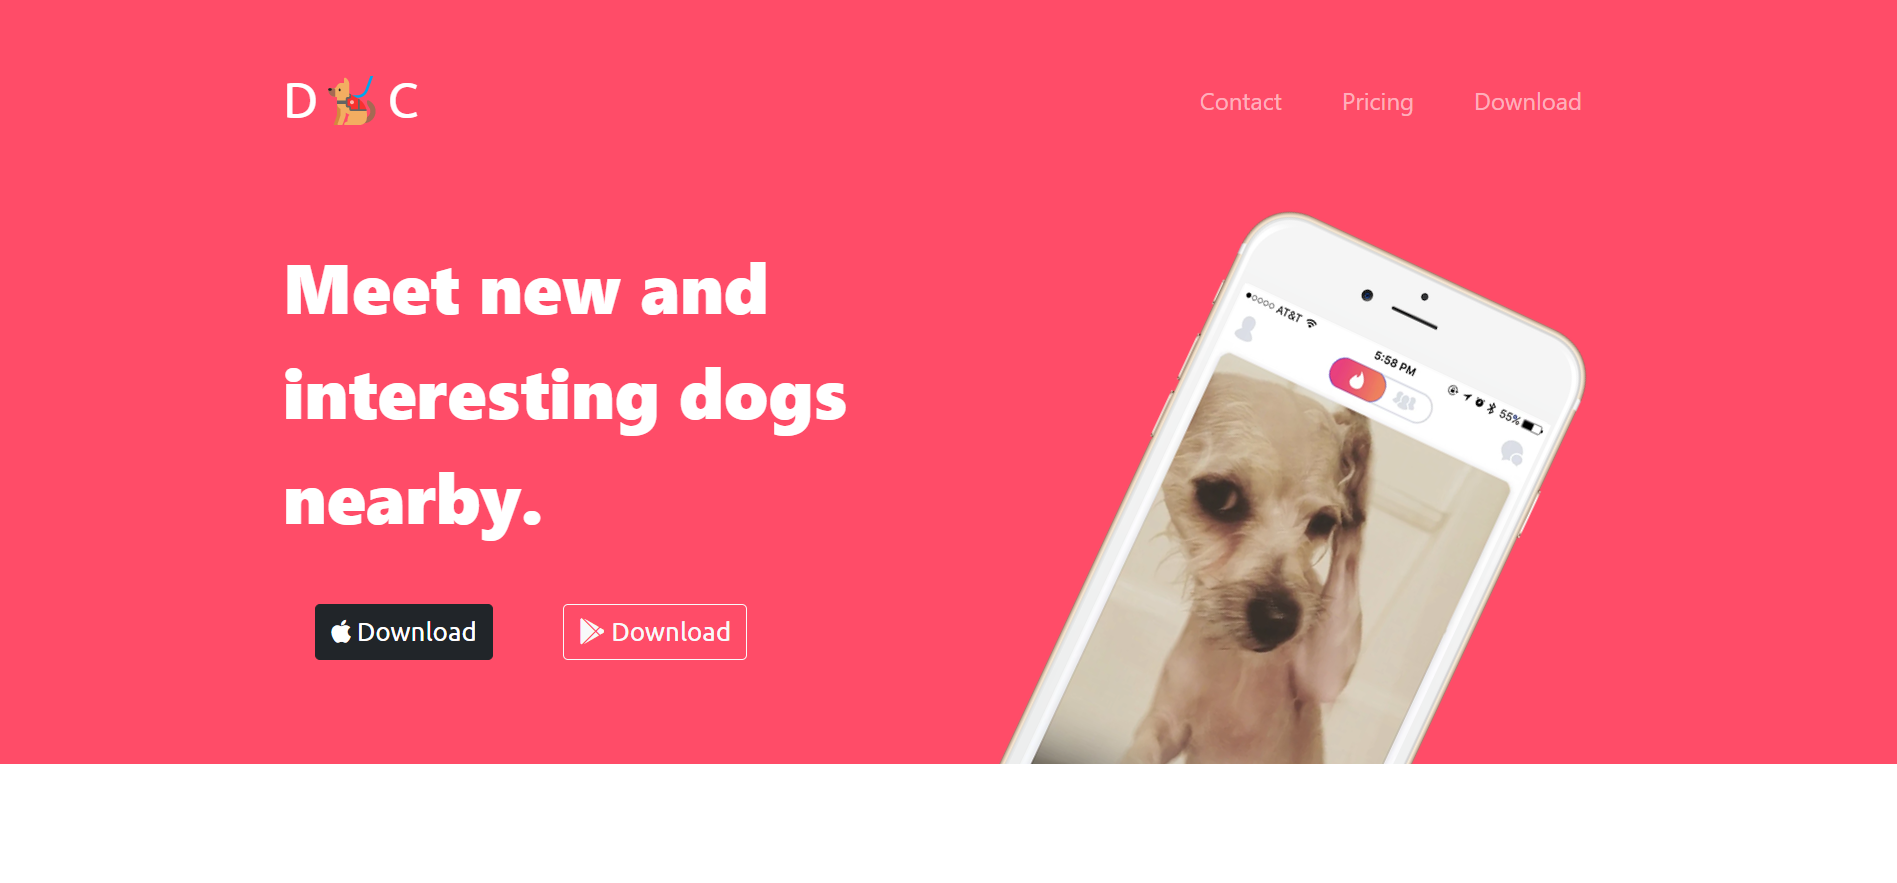 D 🐕‍🦺 C
Contact Pricing Download
Meet new and
interesting dogs
nearby.
Download Download
AT&T
5:58 PM
55%